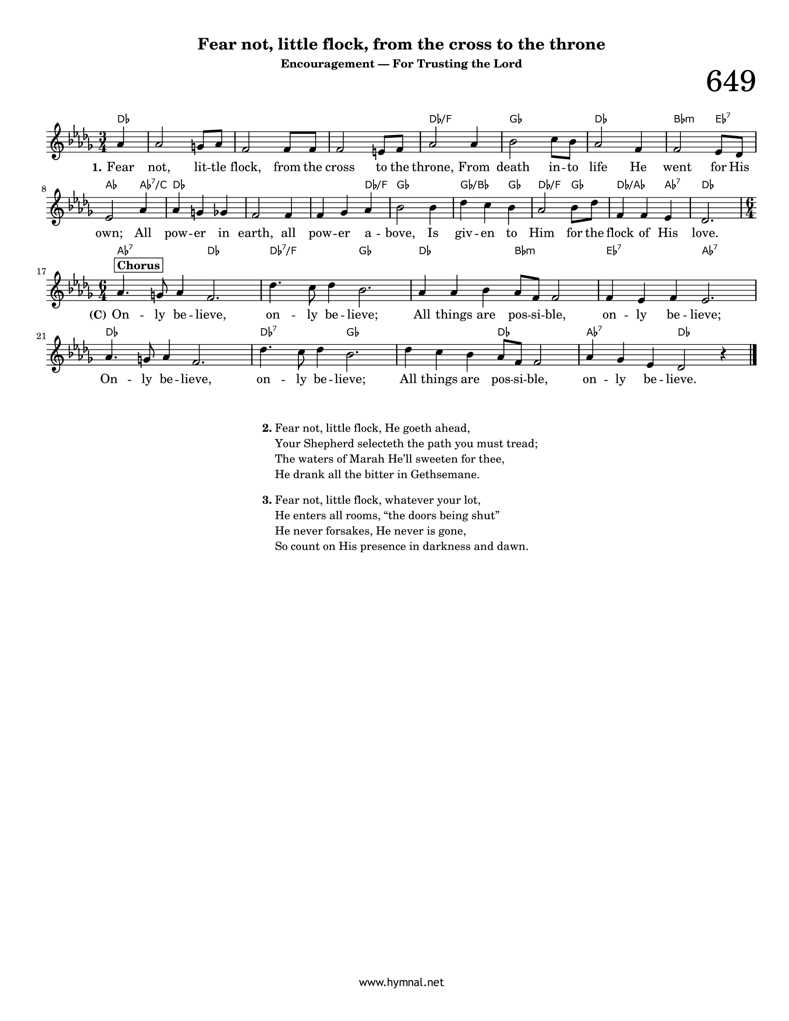 Fear not, little flock, from the cross to the throne
Encouragement — For Trusting the Lord
649
D♭ D♭/F G♭ D♭ B♭m E♭7
1. Fear not, lit-tle flock, from the cross to the throne, From death in-to life He went for His
8
A♭ A♭7/C D♭ D♭/F G♭ G♭/B♭ G♭ D♭/F G♭ D♭/A♭ A♭7 D♭
own; All pow-er in earth, all pow-er a-bove, Is giv-en to Him for the flock of His love.
A♭7 D♭ D♭7/F G♭ D♭ B♭m E♭7 A♭7
17
Chorus
(C) On - ly be-lieve, on - ly be-lieve; All things are pos-si-ble, on - ly be-lieve;
21
D♭ D♭7 G♭ D♭ A♭7 D♭
On - ly be-lieve, on - ly be-lieve; All things are pos-si-ble, on - ly be-lieve.
2. Fear not, little flock, He goeth ahead,
Your Shepherd selecteth the path you must tread;
The waters of Marah He'll sweeten for thee,
He drank all the bitter in Gethsemane.
3. Fear not, little flock, whatever your lot,
He enters all rooms, “the doors being shut”
He never forsakes, He never is gone,
So count on His presence in darkness and dawn.
www.hymnal.net